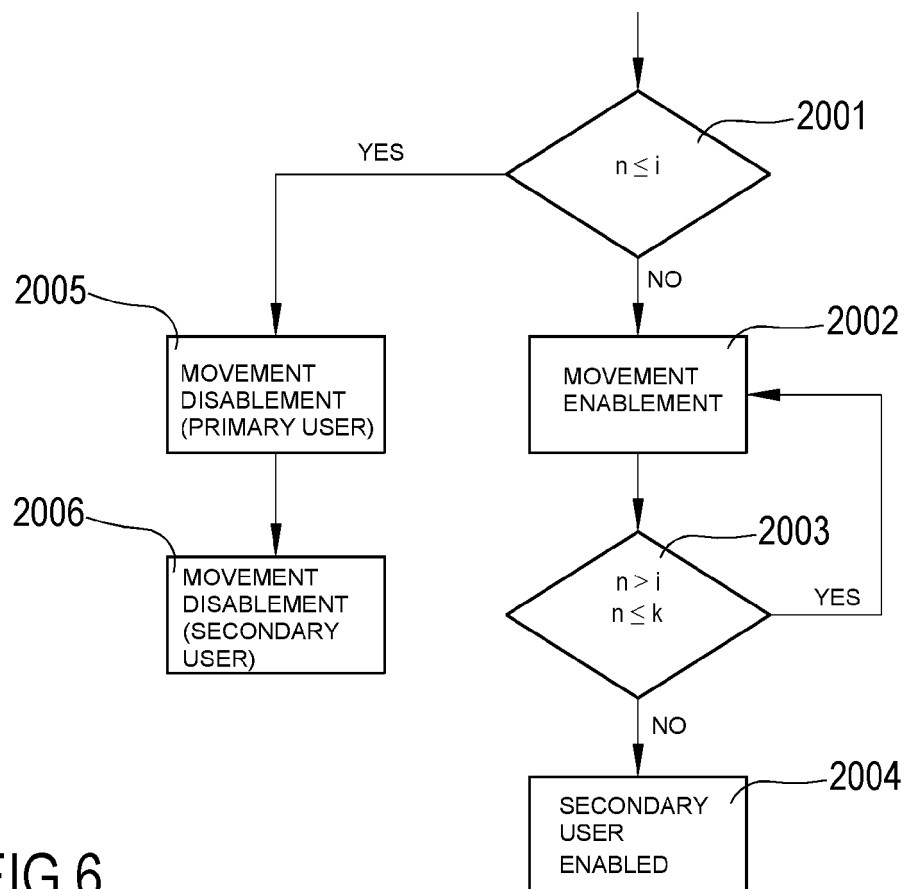 2001
n ≤ i
YES
NO
2005
2002
MOVEMENT
DISABLEMENT
(PRIMARY USER)
MOVEMENT
ENABLEMENT
2006
2003
MOVEMENT
DISABLEMENT
(SECONDARY
USER)
n > i
n ≤ k
YES
NO
2004
SECONDARY
USER
ENABLED
FIG.6